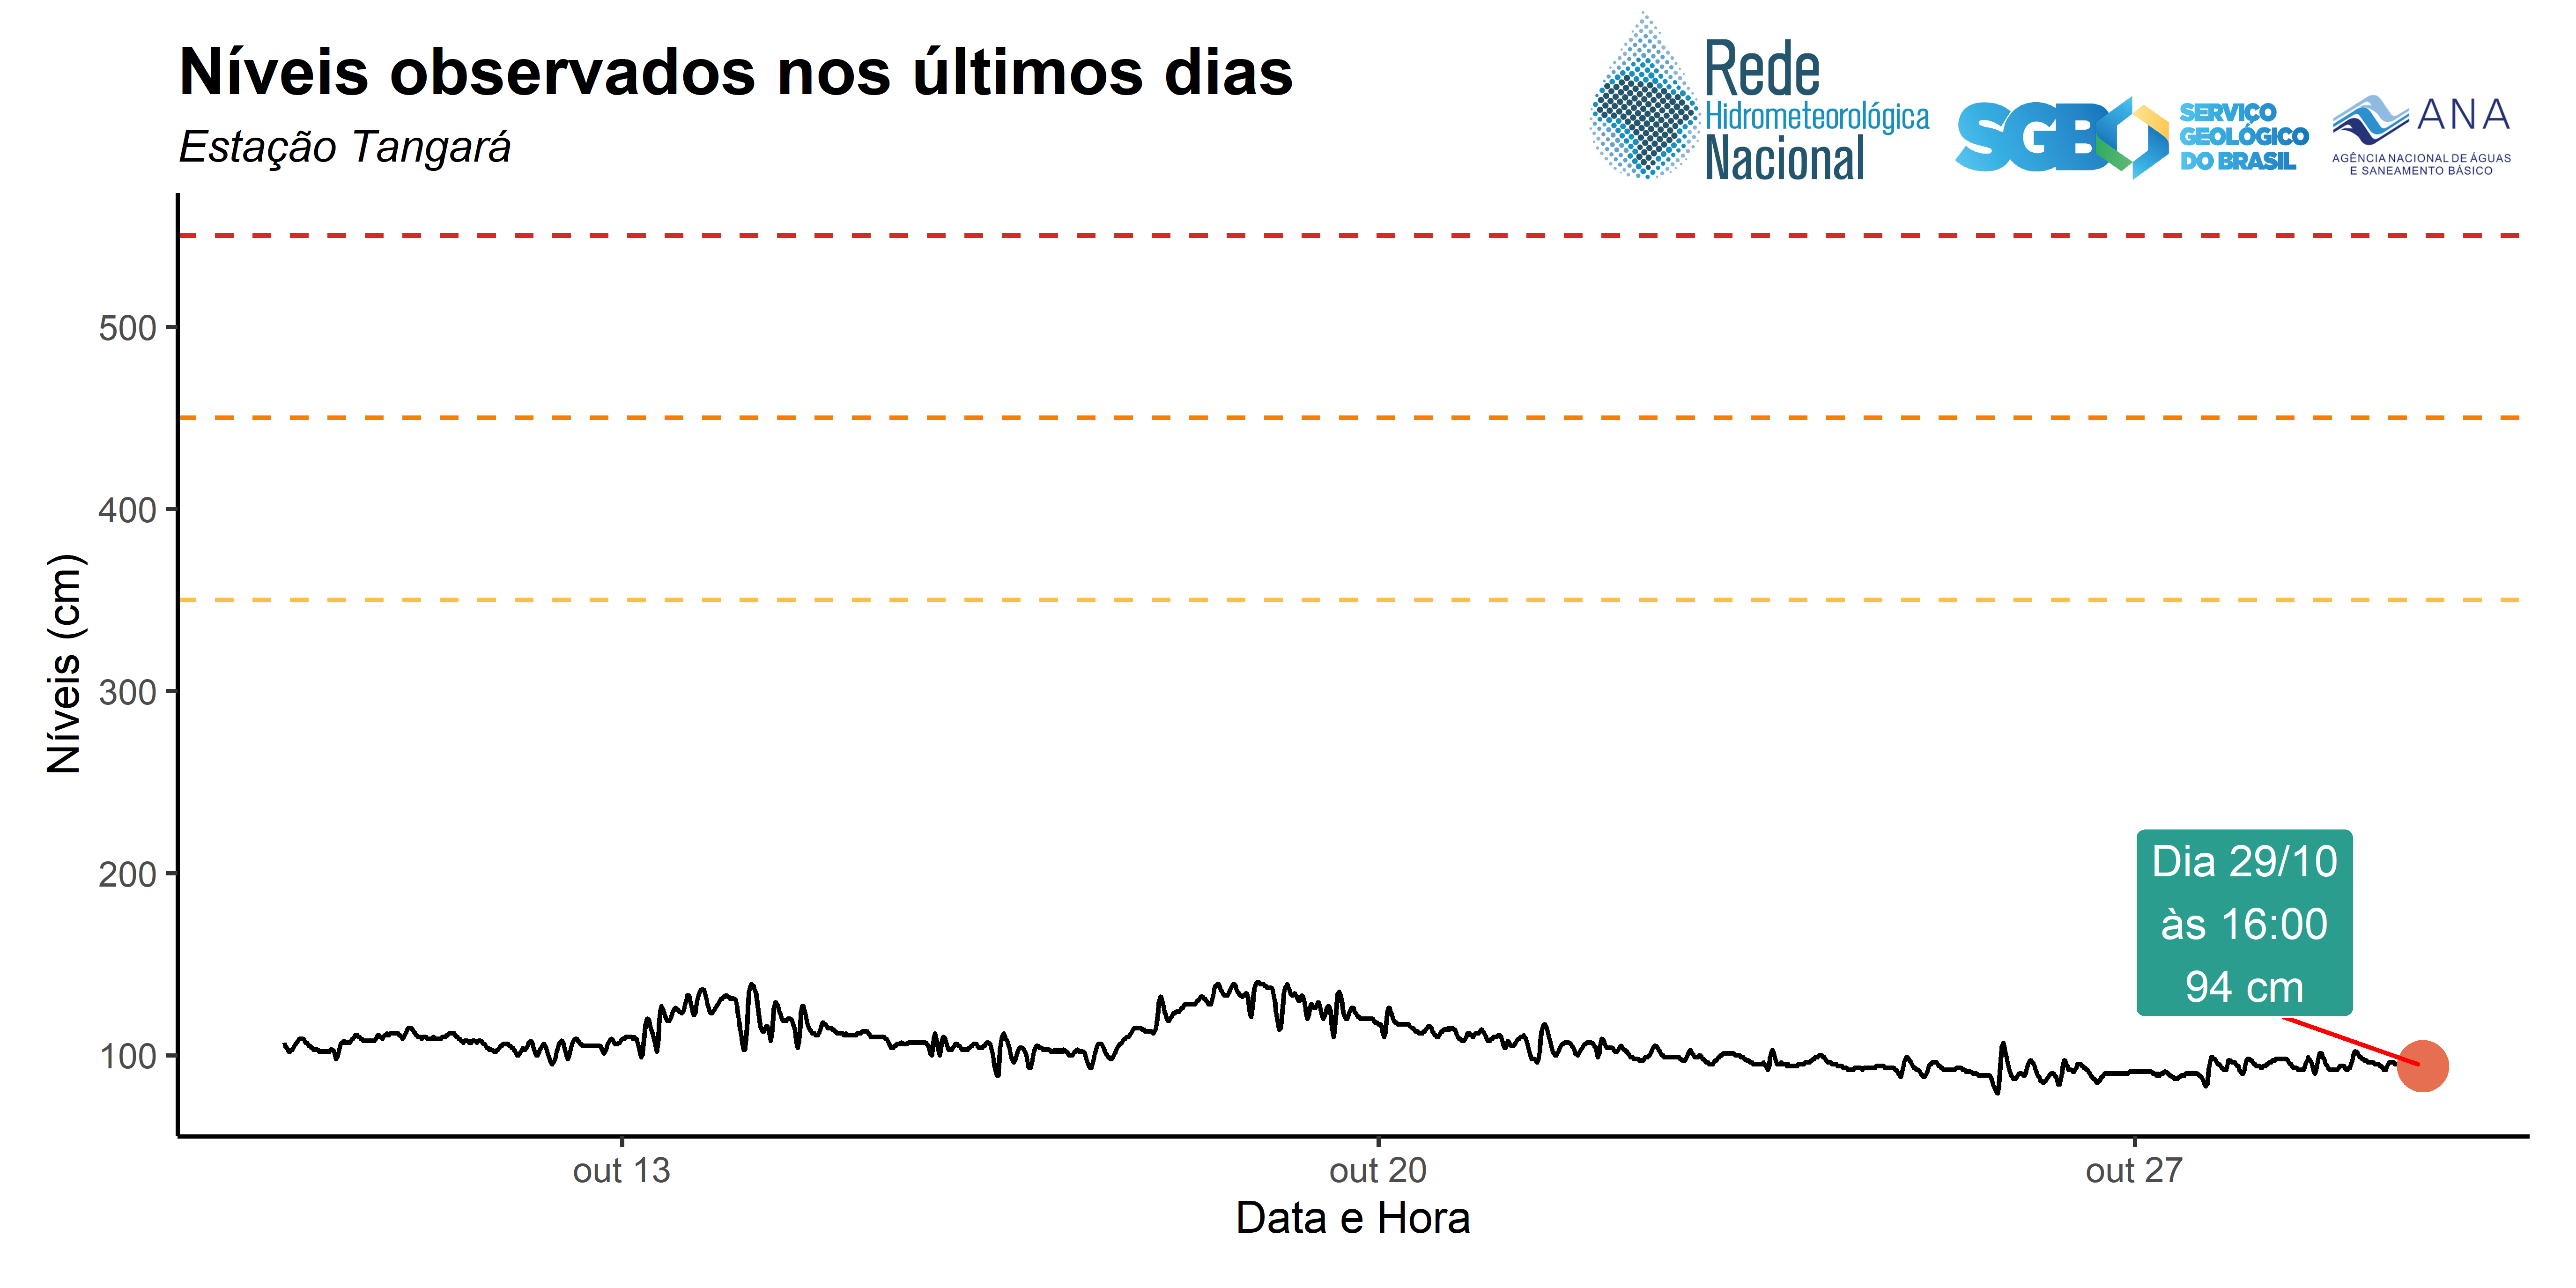 Níveis observados nos últimos dias
Estação Tangará
Rede
Hidrometeorológica
Nacional
SGB
SERVIÇO
GEOLÓGICO
DO BRASIL
ANA
AGÊNCIA NACIONAL DE ÁGUAS
E SANEAMENTO BÁSICO
Níveis (cm)
500
400
300
200
100
Dia 29/10
às 16:00
94 cm
out 13
out 20
out 27
Data e Hora